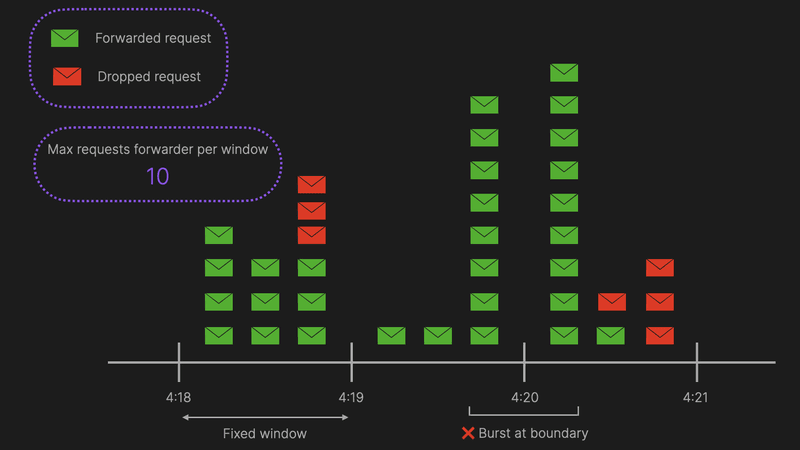 Forwarded request
Dropped request
Max requests forwarder per window
10
4:18
4:19
4:20
4:21
Fixed window
Burst at boundary